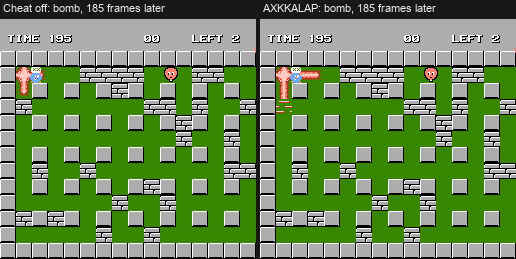 Cheat off: bomb, 185 frames later
AXKKALAP: bomb, 185 frames later
TIME 195 00 LEFT 2
TIME 195 00 LEFT 2